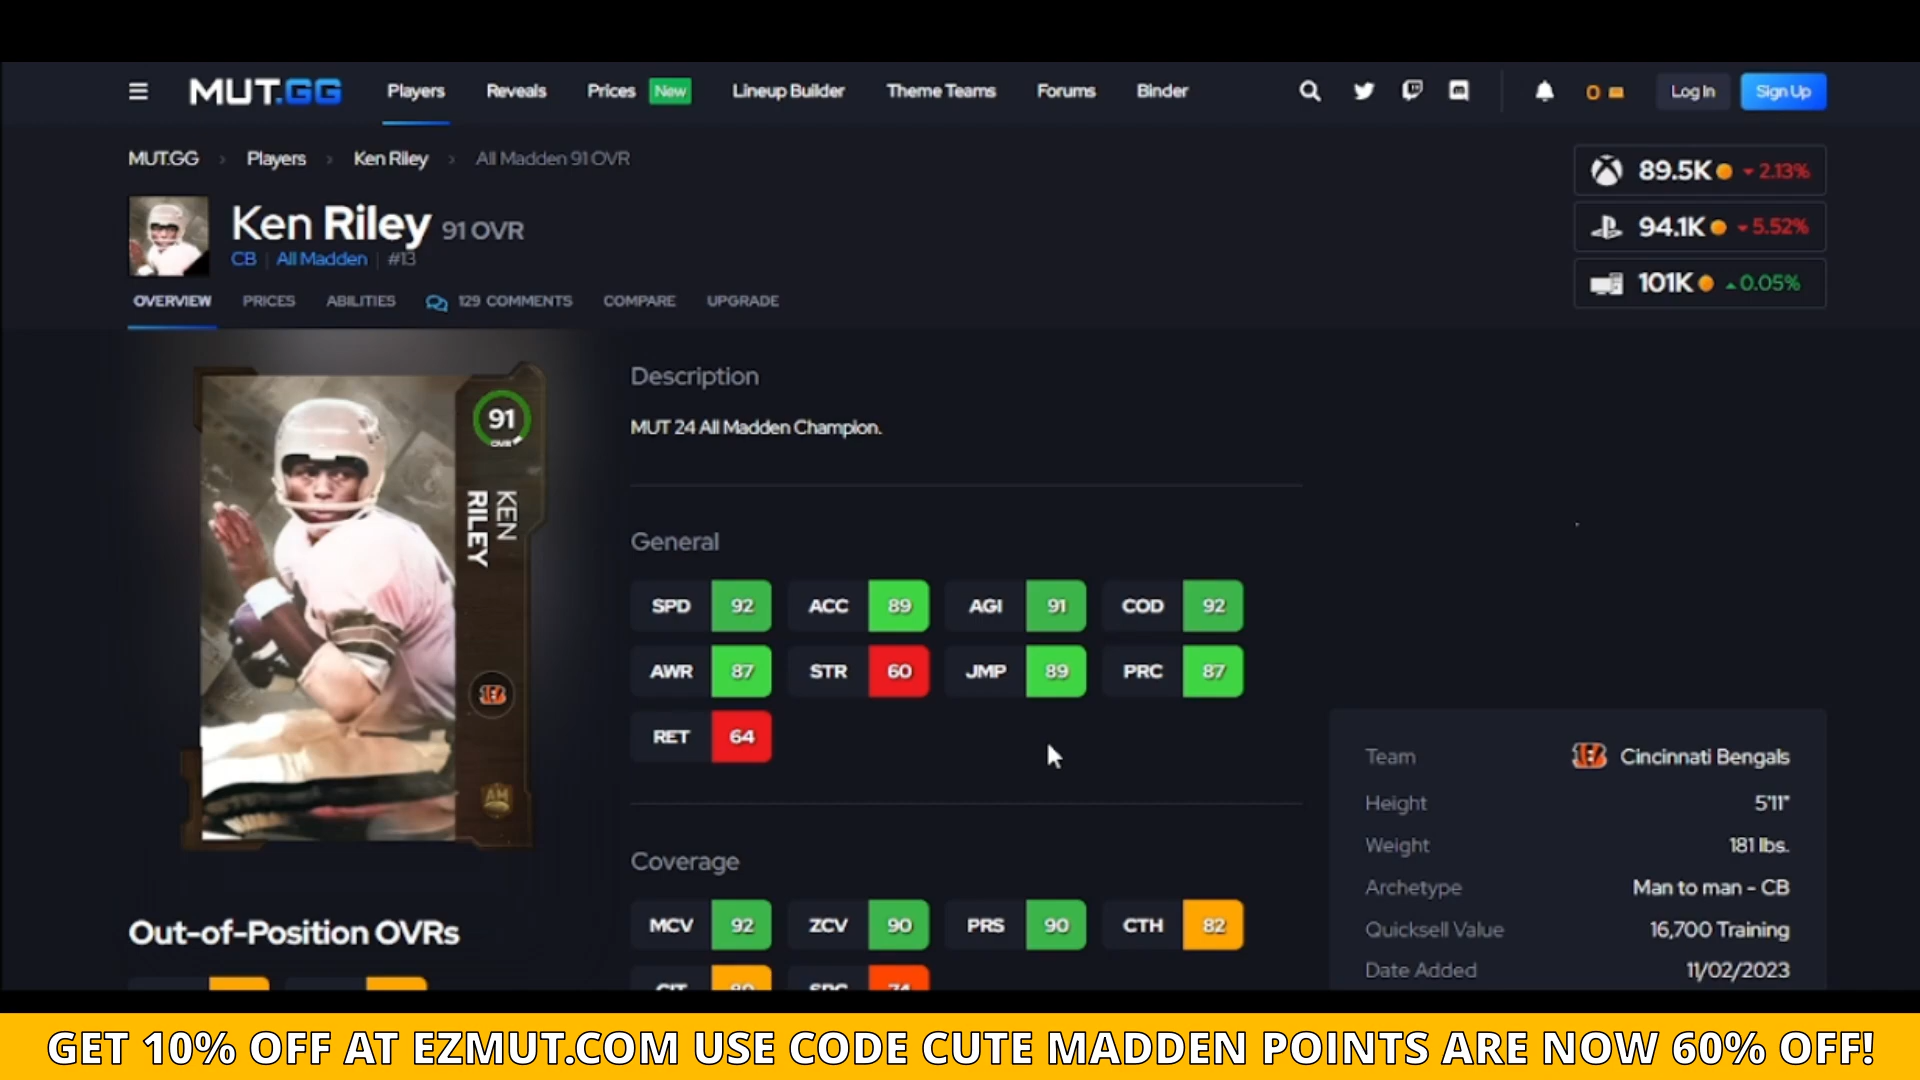 MUT.GG Players Reveals Prices New Lineup Builder Theme Teams Forums Binder 0 Log In Sign Up
MUT.GG › Players › Ken Riley › All Madden 91 OVR
89.5K 2.13%
Ken Riley 91 OVR
94.1K 5.52%
CB All Madden #13
101K 0.05%
OVERVIEW PRICES ABILITIES 129 COMMENTS COMPARE UPGRADE
91
OVR
KEN
RILEY
AM
Description
MUT 24 All Madden Champion.
General
SPD 92 ACC 89 AGI 91 COD 92
AWR 87 STR 60 JMP 89 PRC 87
RET 64
Team Cincinnati Bengals
Height 5'11"
Weight 181 lbs.
Archetype Man to man - CB
Quicksell Value 16,700 Training
Date Added 11/02/2023
Coverage
MCV 92 ZCV 90 PRS 90 CTH 82
CIT 80 SPC 74
Out-of-Position OVRs
GET 10% OFF AT EZMUT.COM USE CODE CUTE MADDEN POINTS ARE NOW 60% OFF!